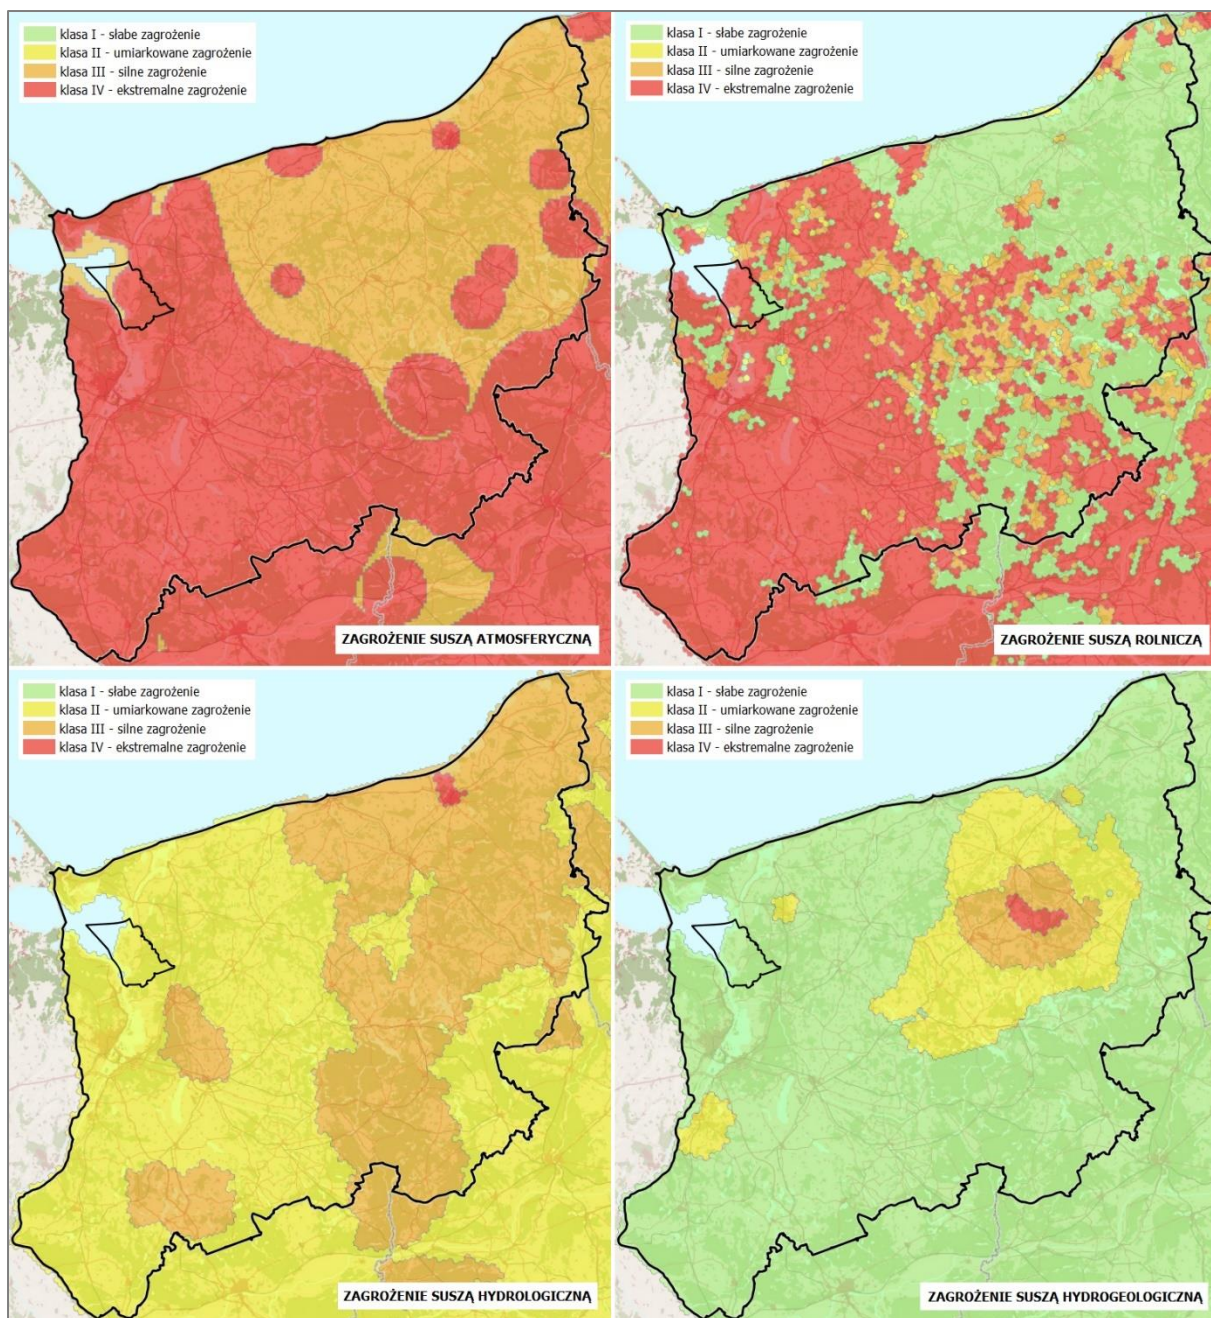 klasa I - słabe zagrożenie
klasa II - umiarkowane zagrożenie
klasa III - silne zagrożenie
klasa IV - ekstremalne zagrożenie
ZAGROŻENIE SUSZĄ ATMOSFERYCZNĄ
klasa I - słabe zagrożenie
klasa II - umiarkowane zagrożenie
klasa III - silne zagrożenie
klasa IV - ekstremalne zagrożenie
ZAGROŻENIE SUSZĄ ROLNICZĄ
klasa I - słabe zagrożenie
klasa II - umiarkowane zagrożenie
klasa III - silne zagrożenie
klasa IV - ekstremalne zagrożenie
ZAGROŻENIE SUSZĄ HYDROLOGICZNĄ
klasa I - słabe zagrożenie
klasa II - umiarkowane zagrożenie
klasa III - silne zagrożenie
klasa IV - ekstremalne zagrożenie
ZAGROŻENIE SUSZĄ HYDROGEOLOGICZNĄ